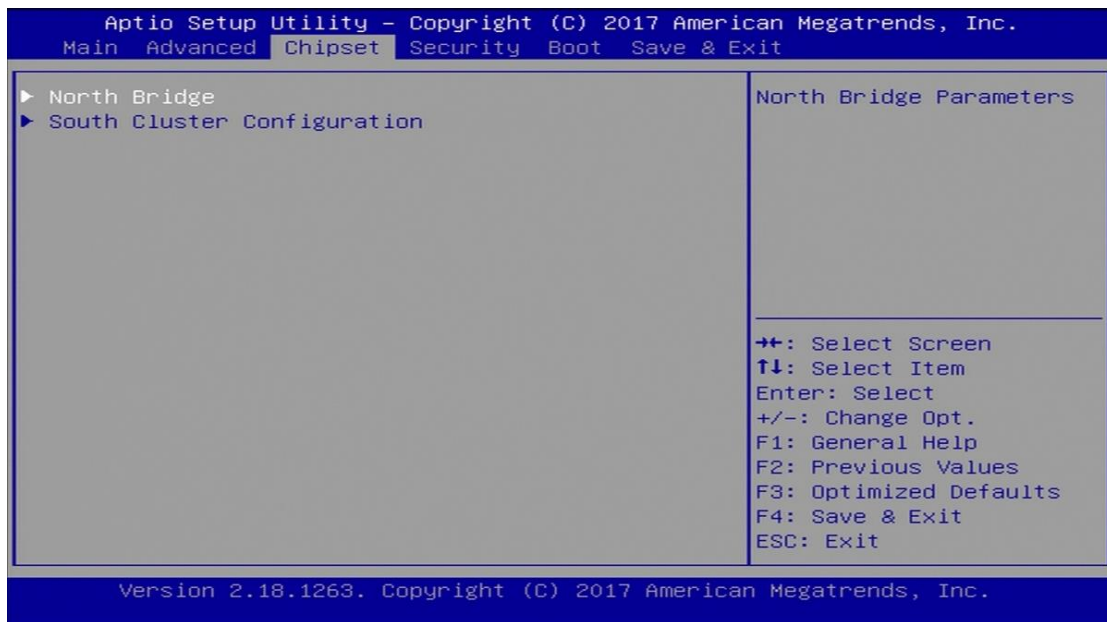 Aptio Setup Utility – Copyright (C) 2017 American Megatrends, Inc.
Main Advanced Chipset Security Boot Save & Exit
► North Bridge
► South Cluster Configuration
North Bridge Parameters
→←: Select Screen
↑↓: Select Item
Enter: Select
+/-: Change Opt.
F1: General Help
F2: Previous Values
F3: Optimized Defaults
F4: Save & Exit
ESC: Exit
Version 2.18.1263. Copyright (C) 2017 American Megatrends, Inc.